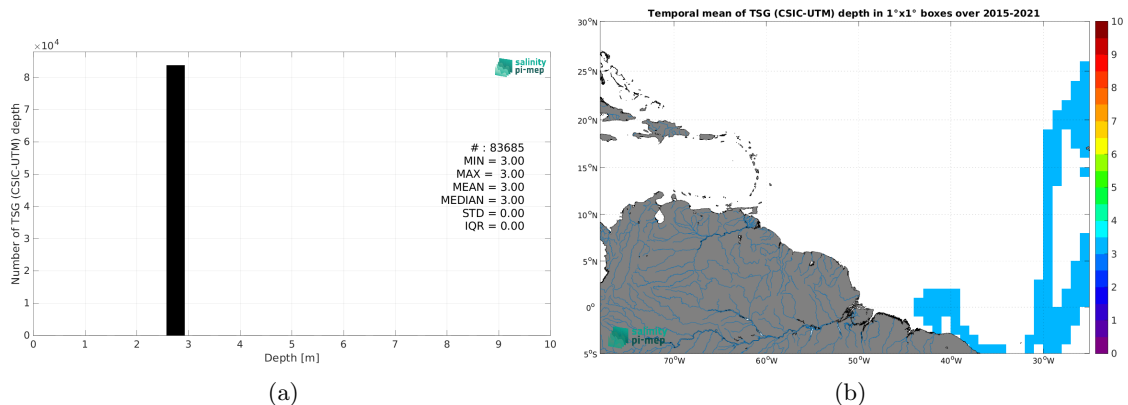 ×10⁴
8
7
6
5
4
3
2
1
0
Number of TSG (CSIC-UTM) depth
salinity
pi-mep
# : 83685
MIN = 3.00
MAX = 3.00
MEAN = 3.00
MEDIAN = 3.00
STD = 0.00
IQR = 0.00
0 1 2 3 4 5 6 7 8 9 10
Depth [m]
(a)
Temporal mean of TSG (CSIC-UTM) depth in 1°x1° boxes over 2015-2021
30°N
25°N
20°N
15°N
10°N
5°N
0°
5°S
70°W 60°W 50°W 40°W 30°W
salinity
pi-mep
10
9
8
7
6
5
4
3
2
1
0
(b)